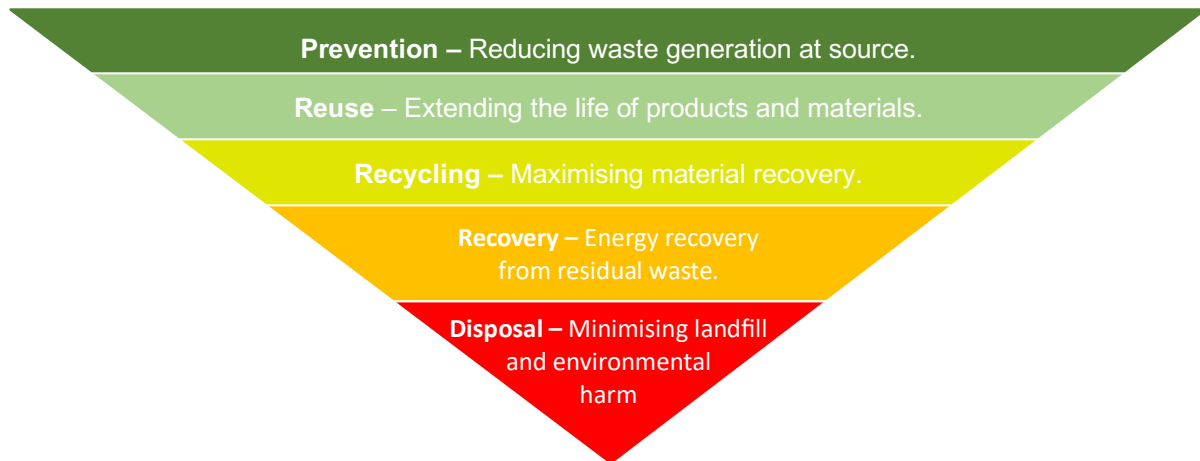 Prevention – Reducing waste generation at source.
Reuse – Extending the life of products and materials.
Recycling – Maximising material recovery.
Recovery – Energy recovery
from residual waste.
Disposal – Minimising landfill
and environmental
harm